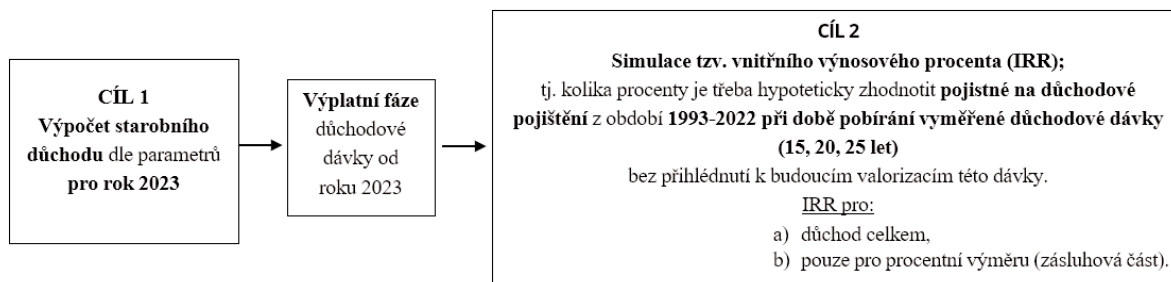 CÍL 1
Výpočet starobního
důchodu dle parametrů
pro rok 2023
Výplatní fáze
důchodové
dávky od
roku 2023
CÍL 2
Simulace tzv. vnitřního výnosového procenta (IRR);
tj. kolika procenty je třeba hypoteticky zhodnotit pojistné na důchodové
pojištění z období 1993-2022 při době pobírání vyměřené důchodové dávky
(15, 20, 25 let)
bez přihlédnutí k budoucím valorizacím této dávky.
IRR pro:
a) důchod celkem,
b) pouze pro procentní výměru (zásluhová část).